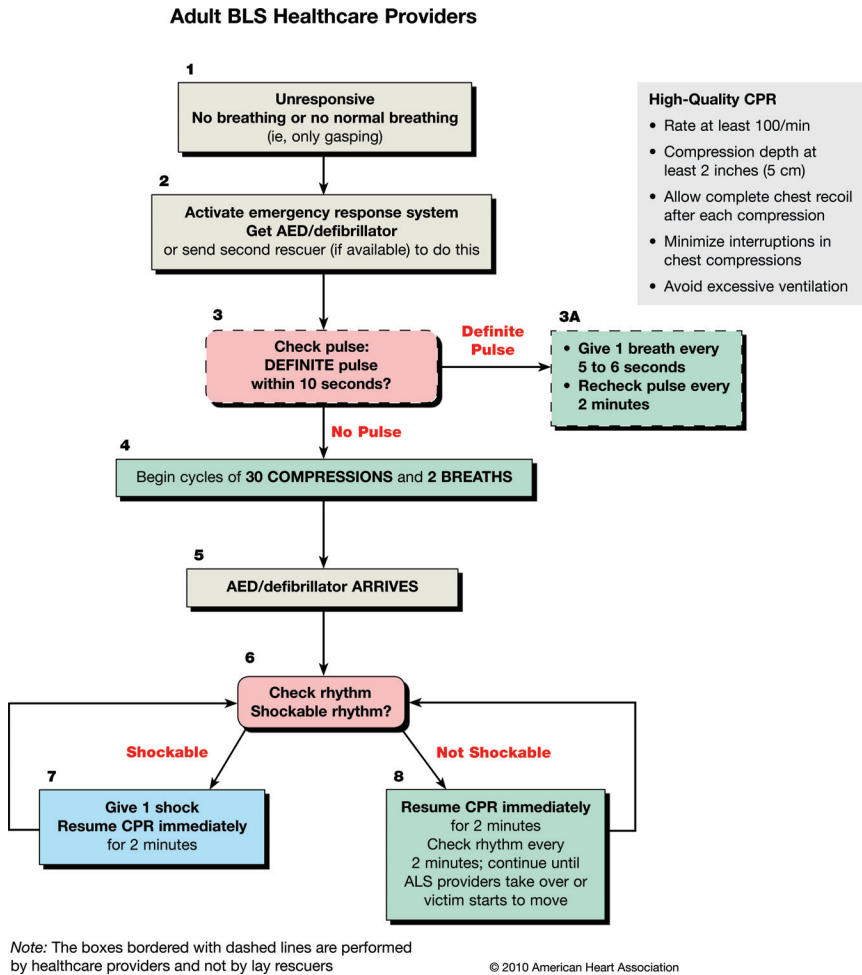 Adult BLS Healthcare Providers
1
Unresponsive
No breathing or no normal breathing
(ie, only gasping)
2
Activate emergency response system
Get AED/defibrillator
or send second rescuer (if available) to do this
High-Quality CPR
• Rate at least 100/min
• Compression depth at
least 2 inches (5 cm)
• Allow complete chest recoil
after each compression
• Minimize interruptions in
chest compressions
• Avoid excessive ventilation
3
Check pulse:
DEFINITE pulse
within 10 seconds?
Definite
Pulse
3A
• Give 1 breath every
5 to 6 seconds
• Recheck pulse every
2 minutes
No Pulse
4
Begin cycles of 30 COMPRESSIONS and 2 BREATHS
5
AED/defibrillator ARRIVES
6
Check rhythm
Shockable rhythm?
Shockable
Not Shockable
7
Give 1 shock
Resume CPR immediately
for 2 minutes
8
Resume CPR immediately
for 2 minutes
Check rhythm every
2 minutes; continue until
ALS providers take over or
victim starts to move
Note: The boxes bordered with dashed lines are performed
by healthcare providers and not by lay rescuers
© 2010 American Heart Association